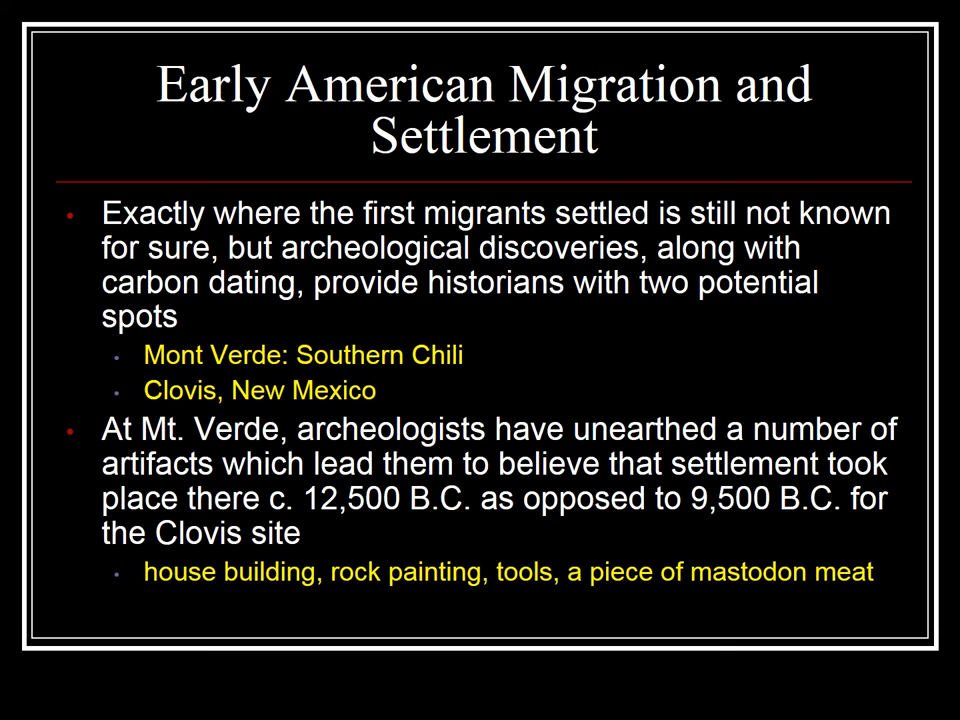 Early American Migration and
Settlement
• Exactly where the first migrants settled is still not known
for sure, but archeological discoveries, along with
carbon dating, provide historians with two potential
spots
• Mont Verde: Southern Chili
• Clovis, New Mexico
• At Mt. Verde, archeologists have unearthed a number of
artifacts which lead them to believe that settlement took
place there c. 12,500 B.C. as opposed to 9,500 B.C. for
the Clovis site
• house building, rock painting, tools, a piece of mastodon meat